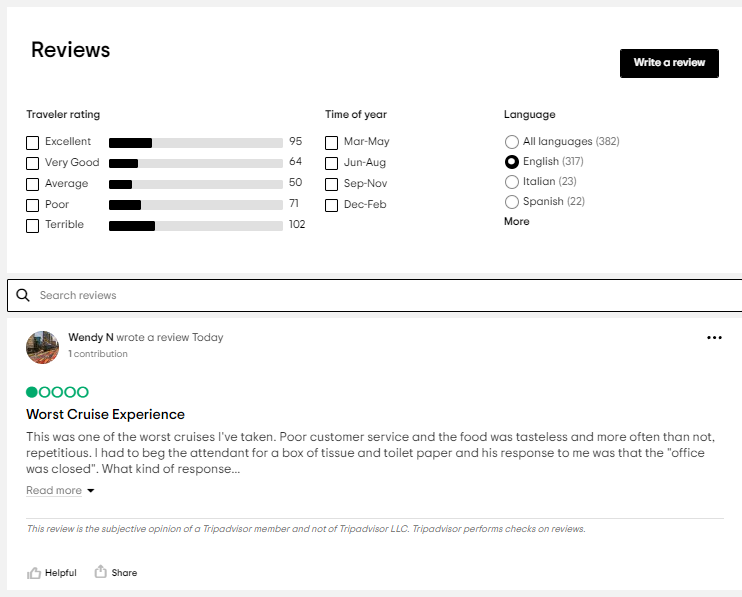 Reviews
Write a review
Traveler rating
Excellent 95
Very Good 64
Average 50
Poor 71
Terrible 102
Time of year
Mar-May
Jun-Aug
Sep-Nov
Dec-Feb
Language
All languages (382)
English (317)
Italian (23)
Spanish (22)
More
Search reviews
Wendy N wrote a review Today
1 contribution
Worst Cruise Experience
This was one of the worst cruises I've taken. Poor customer service and the food was tasteless and more often than not,
repetitious. I had to beg the attendant for a box of tissue and toilet paper and his response to me was that the "office
was closed". What kind of response...
Read more
This review is the subjective opinion of a Tripadvisor member and not of Tripadvisor LLC. Tripadvisor performs checks on reviews.
Helpful
Share